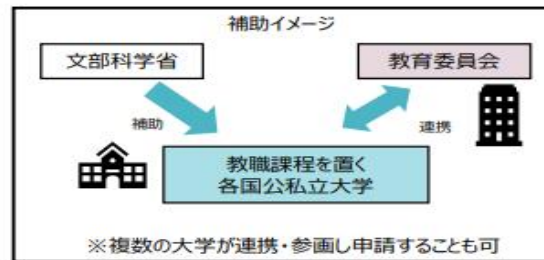 補助イメージ
文部科学省
教育委員会
補助
連携
教職課程を置く
各国公私立大学
※複数の大学が連携・参画し申請することも可